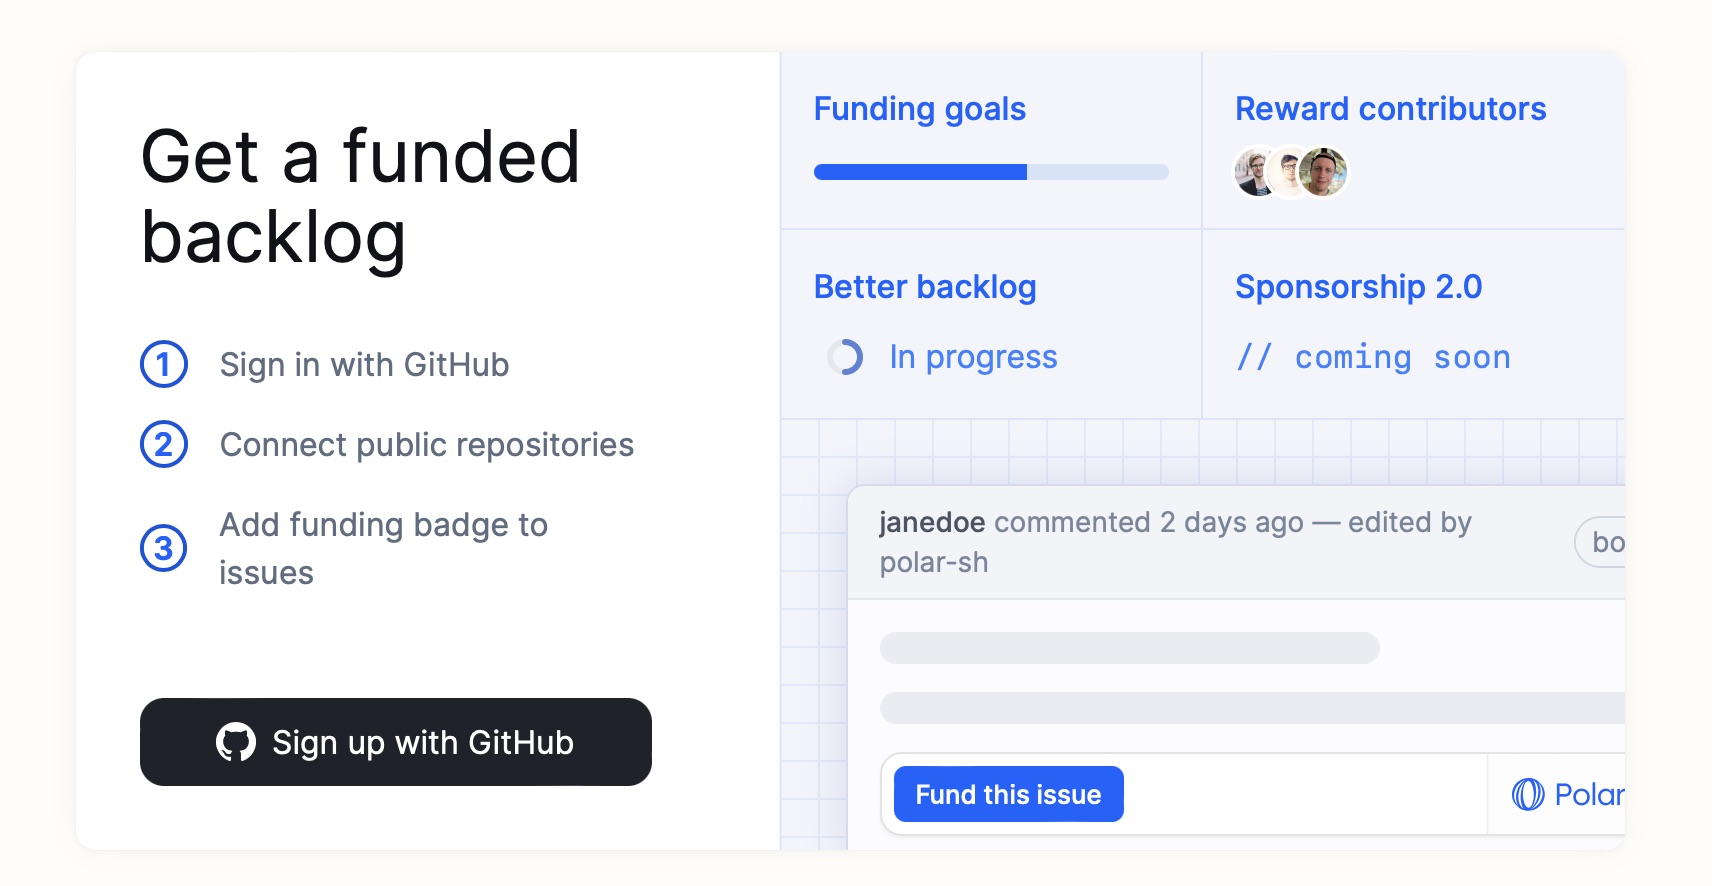 Get a funded
backlog
1 Sign in with GitHub
2 Connect public repositories
3 Add funding badge to
issues
Sign up with GitHub
Funding goals
Reward contributors
Better backlog
In progress
Sponsorship 2.0
// coming soon
janedoe commented 2 days ago — edited by
polar-sh
bo
Fund this issue
Polar